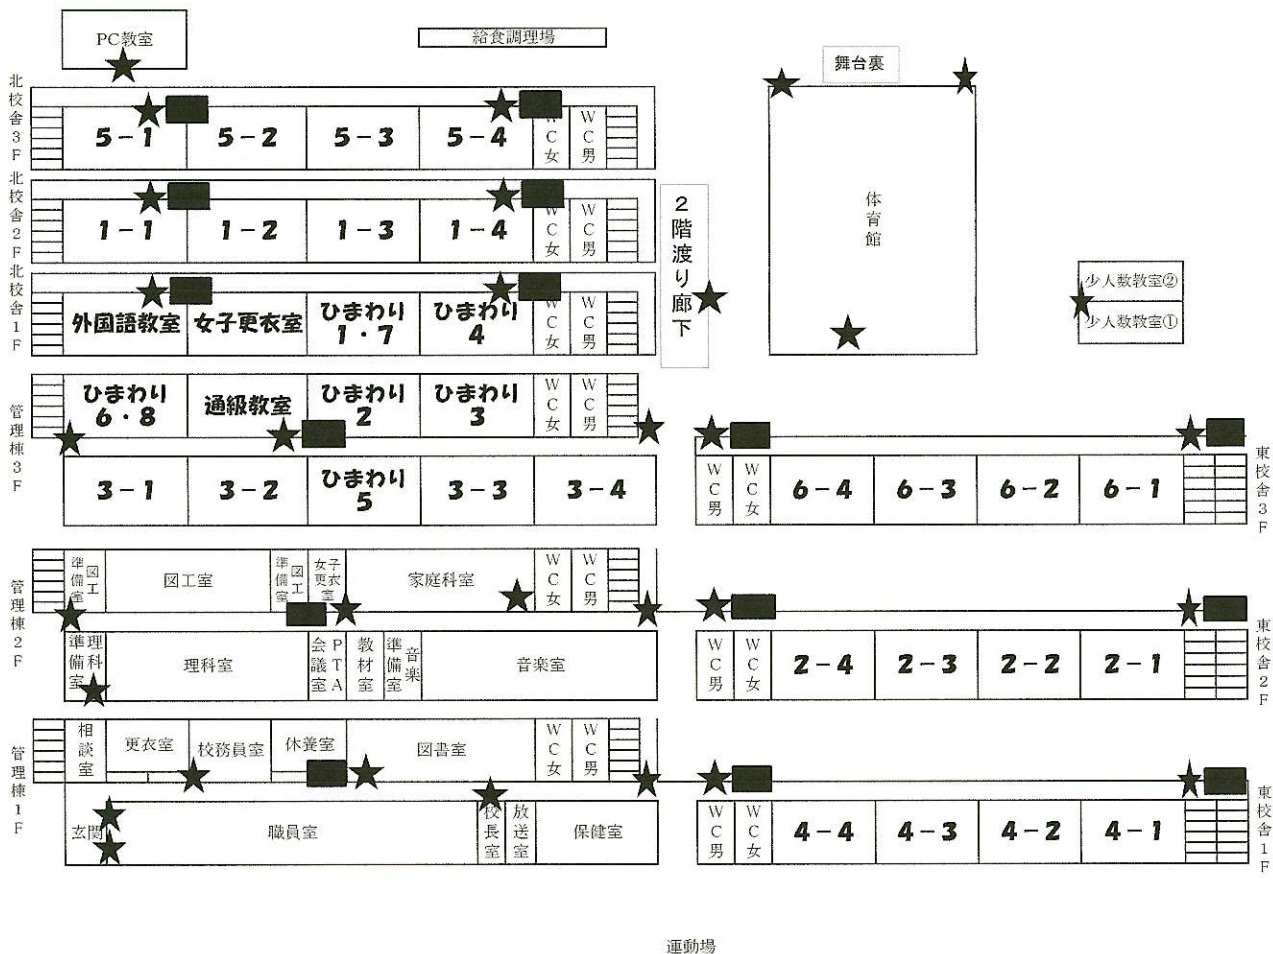 PC教室
給食調理場
舞台裏
北校舎3F
5-1
5-2
5-3
5-4
WC女
WC男
北校舎2F
1-1
1-2
1-3
1-4
WC女
WC男
2階渡り廊下
体育館
少人数教室②
少人数教室①
北校舎1F
外国語教室
女子更衣室
ひまわり
1・7
ひまわり
4
WC女
WC男
管理棟3F
ひまわり
6・8
通級教室
ひまわり
2
ひまわり
3
WC女
WC男
3-1
3-2
ひまわり
5
3-3
3-4
WC男
WC女
6-4
6-3
6-2
6-1
東校舎3F
管理棟2F
図工
準備室
図工室
図工
準備室
女子
更衣室
家庭科室
WC女
WC男
理科
準備室
理科室
PTA
会議室
教材室
音楽
準備室
音楽室
WC男
WC女
2-4
2-3
2-2
2-1
東校舎2F
管理棟1F
相談室
更衣室
校務員室
休養室
図書室
WC女
WC男
玄関
職員室
校長室
放送室
保健室
WC男
WC女
4-4
4-3
4-2
4-1
東校舎1F
運動場